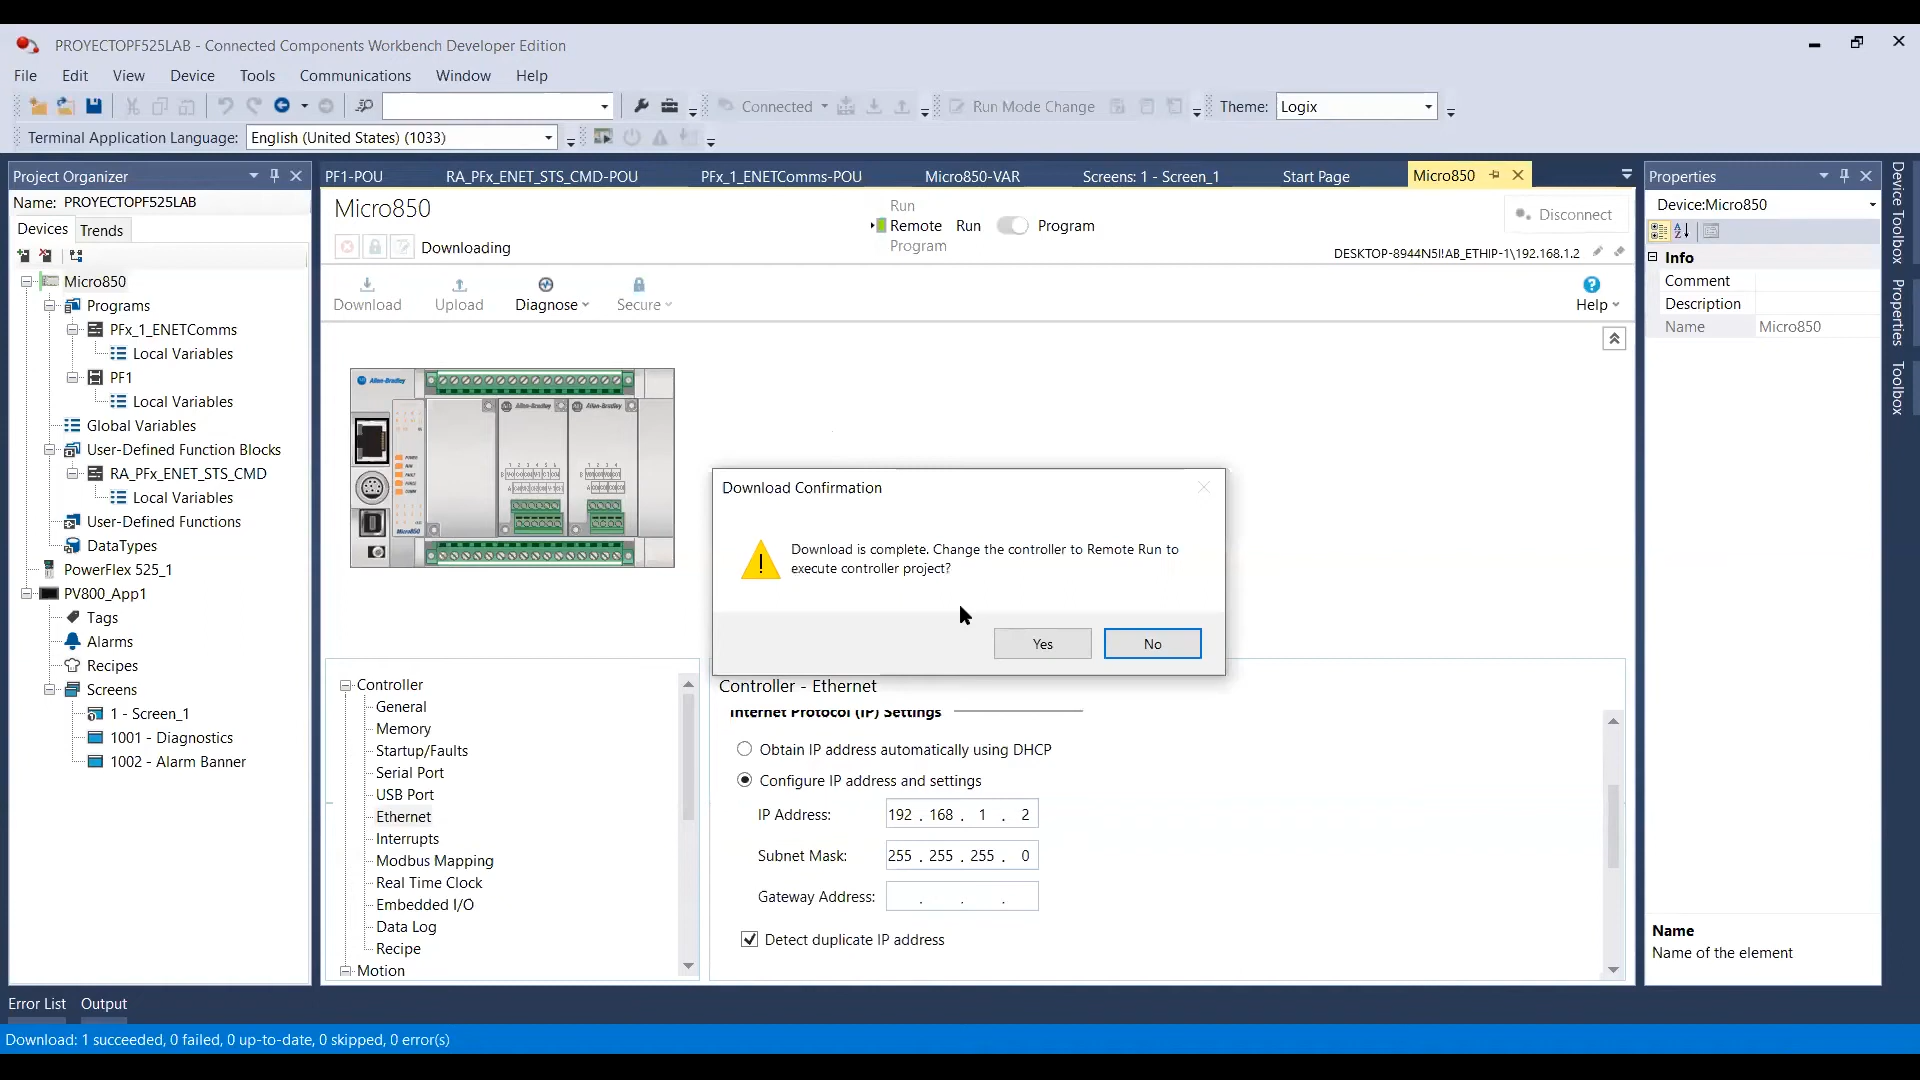 PROYECTOPF525LAB - Connected Components Workbench Developer Edition
File Edit View Device Tools Communications Window Help
Connected Run Mode Change Theme: Logix
Terminal Application Language: English (United States) (1033)
Project Organizer
Name: PROYECTOPF525LAB
Devices Trends
Micro850
Programs
PFx_1_ENETComms
Local Variables
PF1
Local Variables
Global Variables
User-Defined Function Blocks
RA_PFx_ENET_STS_CMD
Local Variables
User-Defined Functions
DataTypes
PowerFlex 525_1
PV800_App1
Tags
Alarms
Recipes
Screens
1 - Screen_1
1001 - Diagnostics
1002 - Alarm Banner
PF1-POU RA_PFx_ENET_STS_CMD-POU PFx_1_ENETComms-POU Micro850-VAR Screens: 1 - Screen_1 Start Page Micro850
Micro850
Downloading
Run
Remote Run Program
Program
Disconnect
DESKTOP-8944N5I!AB_ETHIP-1\192.168.1.2
Download Upload Diagnose Secure Help
Allen-Bradley
Allen-Bradley Allen-Bradley
Micro850
Download Confirmation
Download is complete. Change the controller to Remote Run to
execute controller project?
Yes No
Controller
General
Memory
Startup/Faults
Serial Port
USB Port
Ethernet
Interrupts
Modbus Mapping
Real Time Clock
Embedded I/O
Data Log
Recipe
Motion
Controller - Ethernet
Internet Protocol (IP) Settings
Obtain IP address automatically using DHCP
Configure IP address and settings
IP Address: 192 . 168 . 1 . 2
Subnet Mask: 255 . 255 . 255 . 0
Gateway Address: . . .
Detect duplicate IP address
Properties
Device:Micro850
Info
Comment
Description
Name Micro850
Name
Name of the element
Device Toolbox
Properties
Toolbox
Error List Output
Download: 1 succeeded, 0 failed, 0 up-to-date, 0 skipped, 0 error(s)